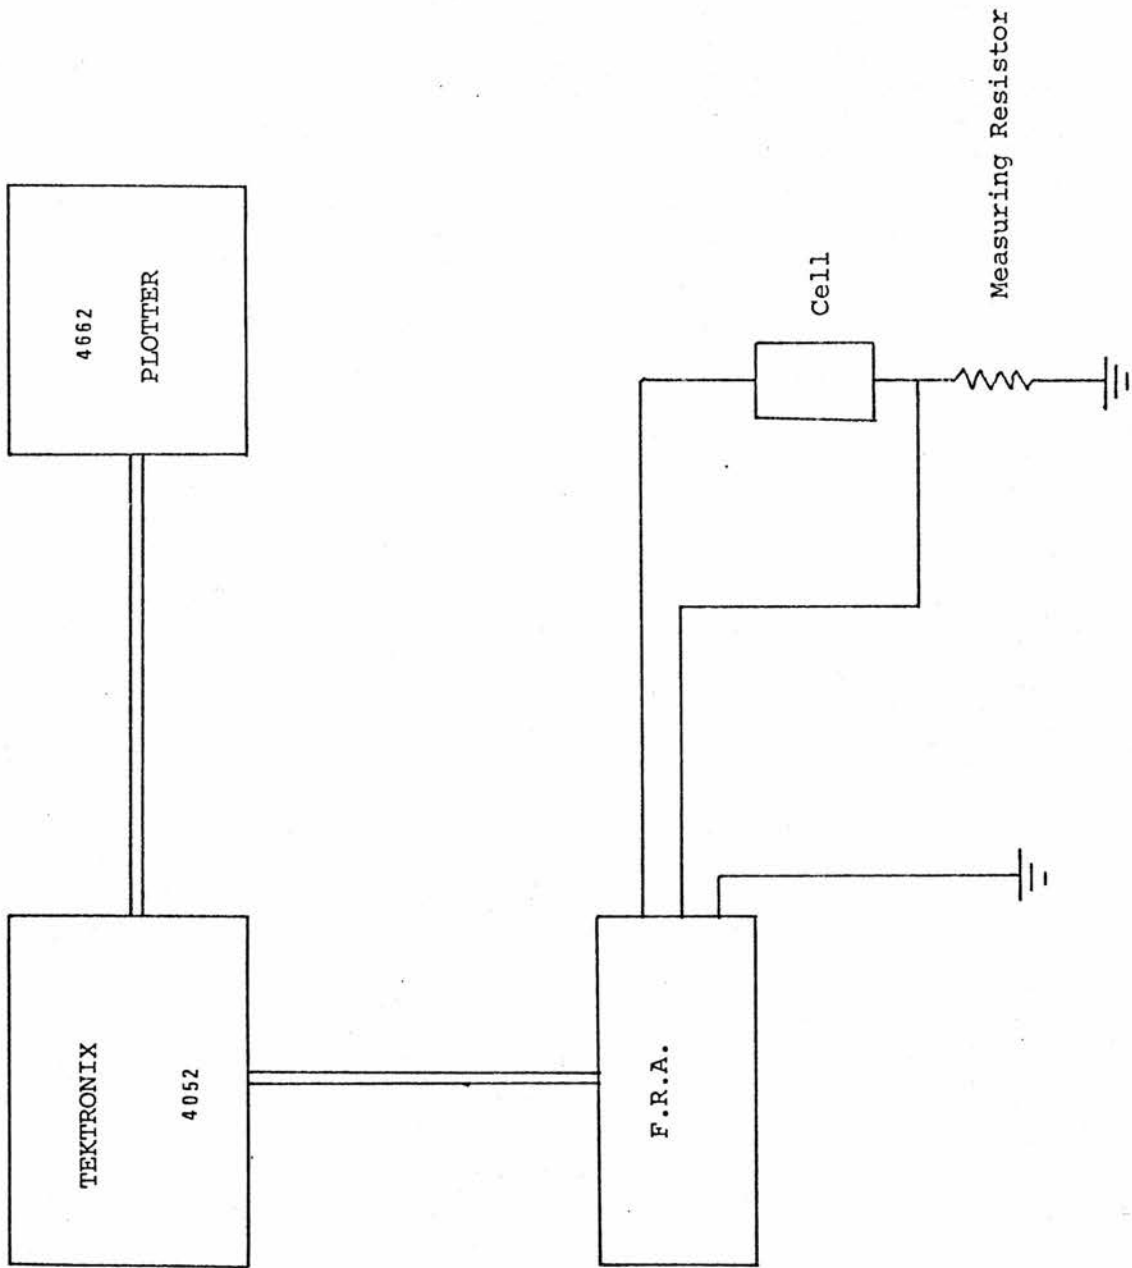 TEKTRONIX
4052
4662
PLOTTER
F.R.A.
Cell
Measuring Resistor